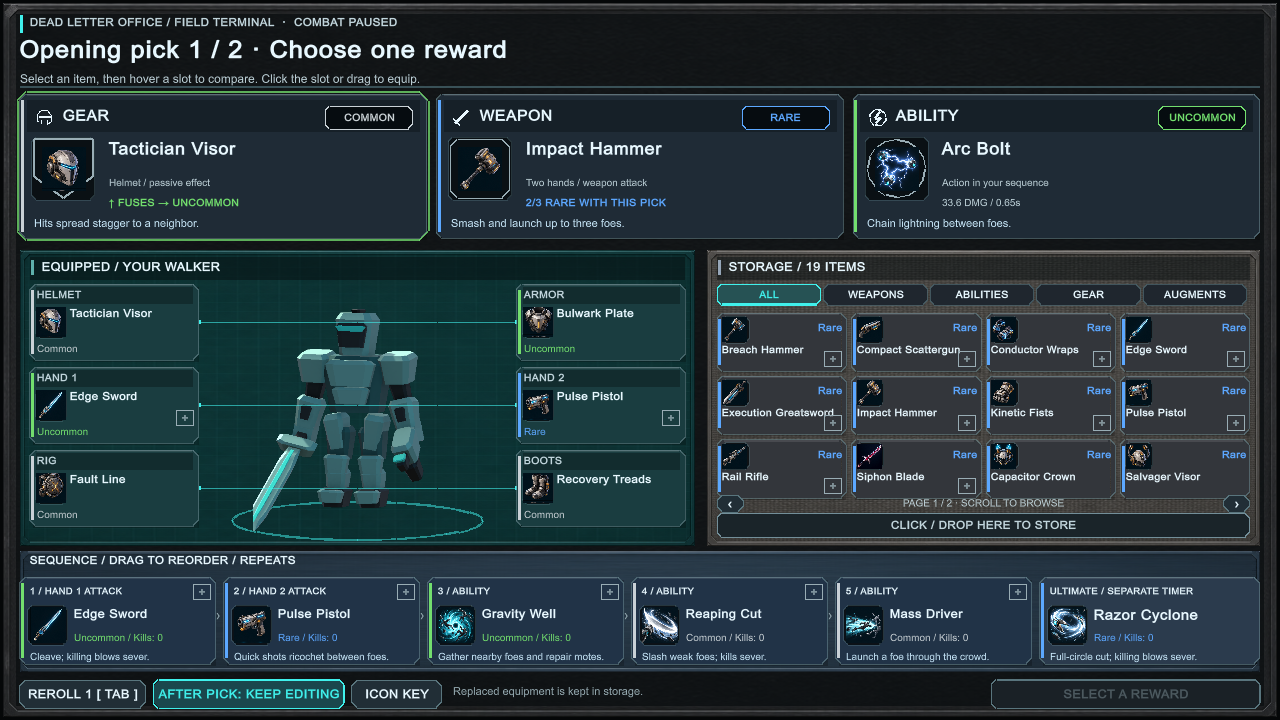 DEAD LETTER OFFICE / FIELD TERMINAL · COMBAT PAUSED
Opening pick 1 / 2 · Choose one reward
Select an item, then hover a slot to compare. Click the slot or drag to equip.
GEAR
COMMON
Tactician Visor
Helmet / passive effect
↑ FUSES → UNCOMMON
Hits spread stagger to a neighbor.
WEAPON
RARE
Impact Hammer
Two hands / weapon attack
2/3 RARE WITH THIS PICK
Smash and launch up to three foes.
ABILITY
UNCOMMON
Arc Bolt
Action in your sequence
33.6 DMG / 0.65s
Chain lightning between foes.
EQUIPPED / YOUR WALKER
HELMET
Tactician Visor
Common
HAND 1
Edge Sword
+
Uncommon
RIG
Fault Line
Common
ARMOR
Bulwark Plate
Uncommon
HAND 2
Pulse Pistol
+
Rare
BOOTS
Recovery Treads
Common
STORAGE / 19 ITEMS
ALL WEAPONS ABILITIES GEAR AUGMENTS
Rare
Breach Hammer
+
Rare
Compact Scattergun
+
Rare
Conductor Wraps
+
Rare
Edge Sword
+
Rare
Execution Greatsword
+
Rare
Impact Hammer
+
Rare
Kinetic Fists
+
Rare
Pulse Pistol
+
Rare
Rail Rifle
+
Rare
Siphon Blade
+
Rare
Capacitor Crown
Rare
Salvager Visor
‹ PAGE 1 / 2 · SCROLL TO BROWSE ›
CLICK / DROP HERE TO STORE
SEQUENCE / DRAG TO REORDER / REPEATS
1 / HAND 1 ATTACK +
Edge Sword
Uncommon / Kills: 0
Cleave; killing blows sever.
›
2 / HAND 2 ATTACK +
Pulse Pistol
Rare / Kills: 0
Quick shots ricochet between foes.
›
3 / ABILITY +
Gravity Well
Uncommon / Kills: 0
Gather nearby foes and repair motes.
›
4 / ABILITY +
Reaping Cut
Common / Kills: 0
Slash weak foes; kills sever.
›
5 / ABILITY +
Mass Driver
Common / Kills: 0
Launch a foe through the crowd.
ULTIMATE / SEPARATE TIMER
Razor Cyclone
Rare / Kills: 0
Full-circle cut; killing blows sever.
REROLL 1 [ TAB ]
AFTER PICK: KEEP EDITING
ICON KEY
Replaced equipment is kept in storage.
SELECT A REWARD